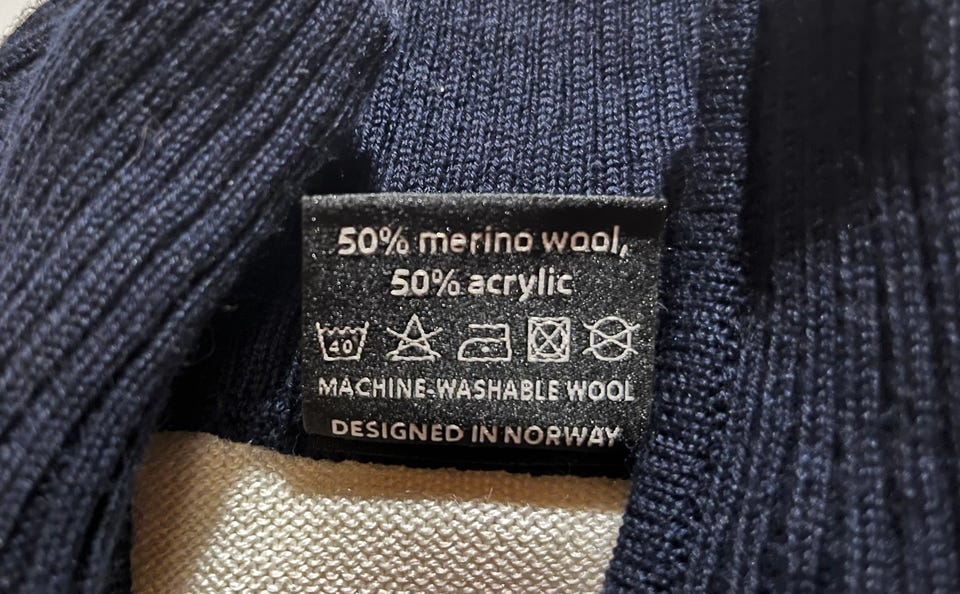 50% merino wool,
50% acrylic
40
MACHINE-WASHABLE WOOL
DESIGNED IN NORWAY